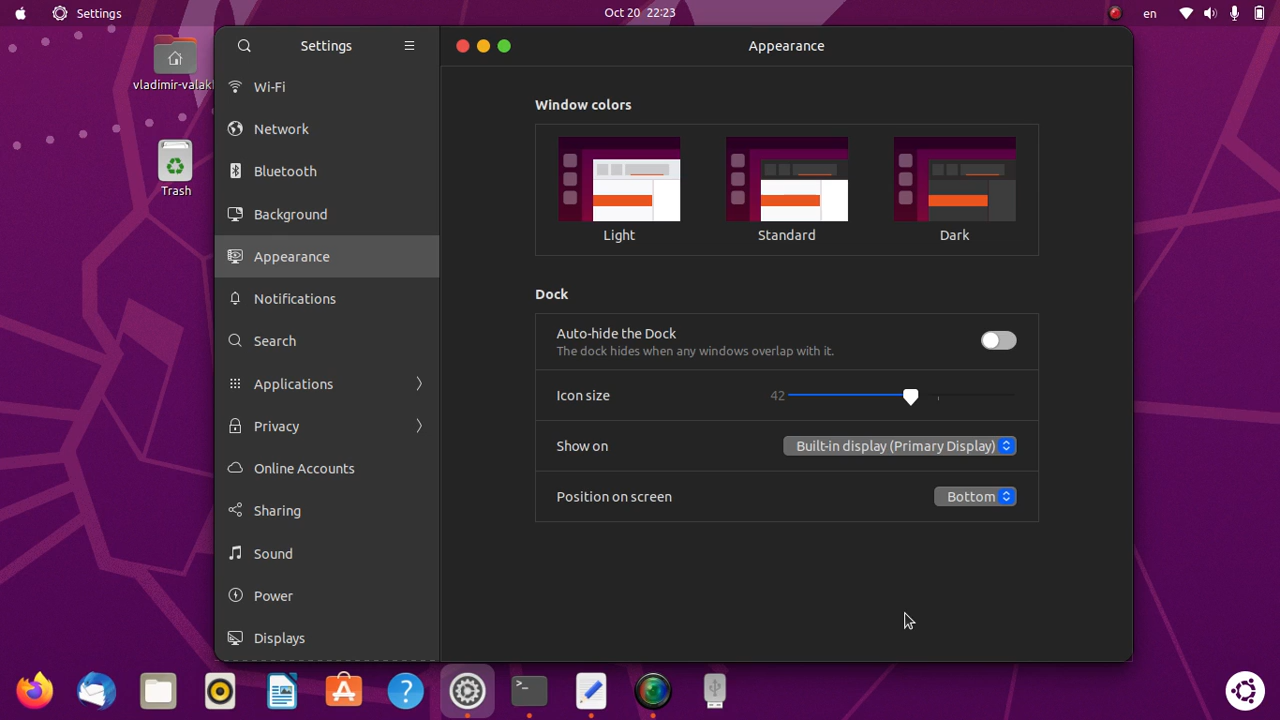 Settings
Oct 20 22:23
en
vladimir-valak
Trash
Settings
Wi-Fi
Network
Bluetooth
Background
Appearance
Notifications
Search
Applications
Privacy
Online Accounts
Sharing
Sound
Power
Displays
Appearance
Window colors
Light
Standard
Dark
Dock
Auto-hide the Dock
The dock hides when any windows overlap with it.
Icon size
42
Show on
Built-in display (Primary Display)
Position on screen
Bottom